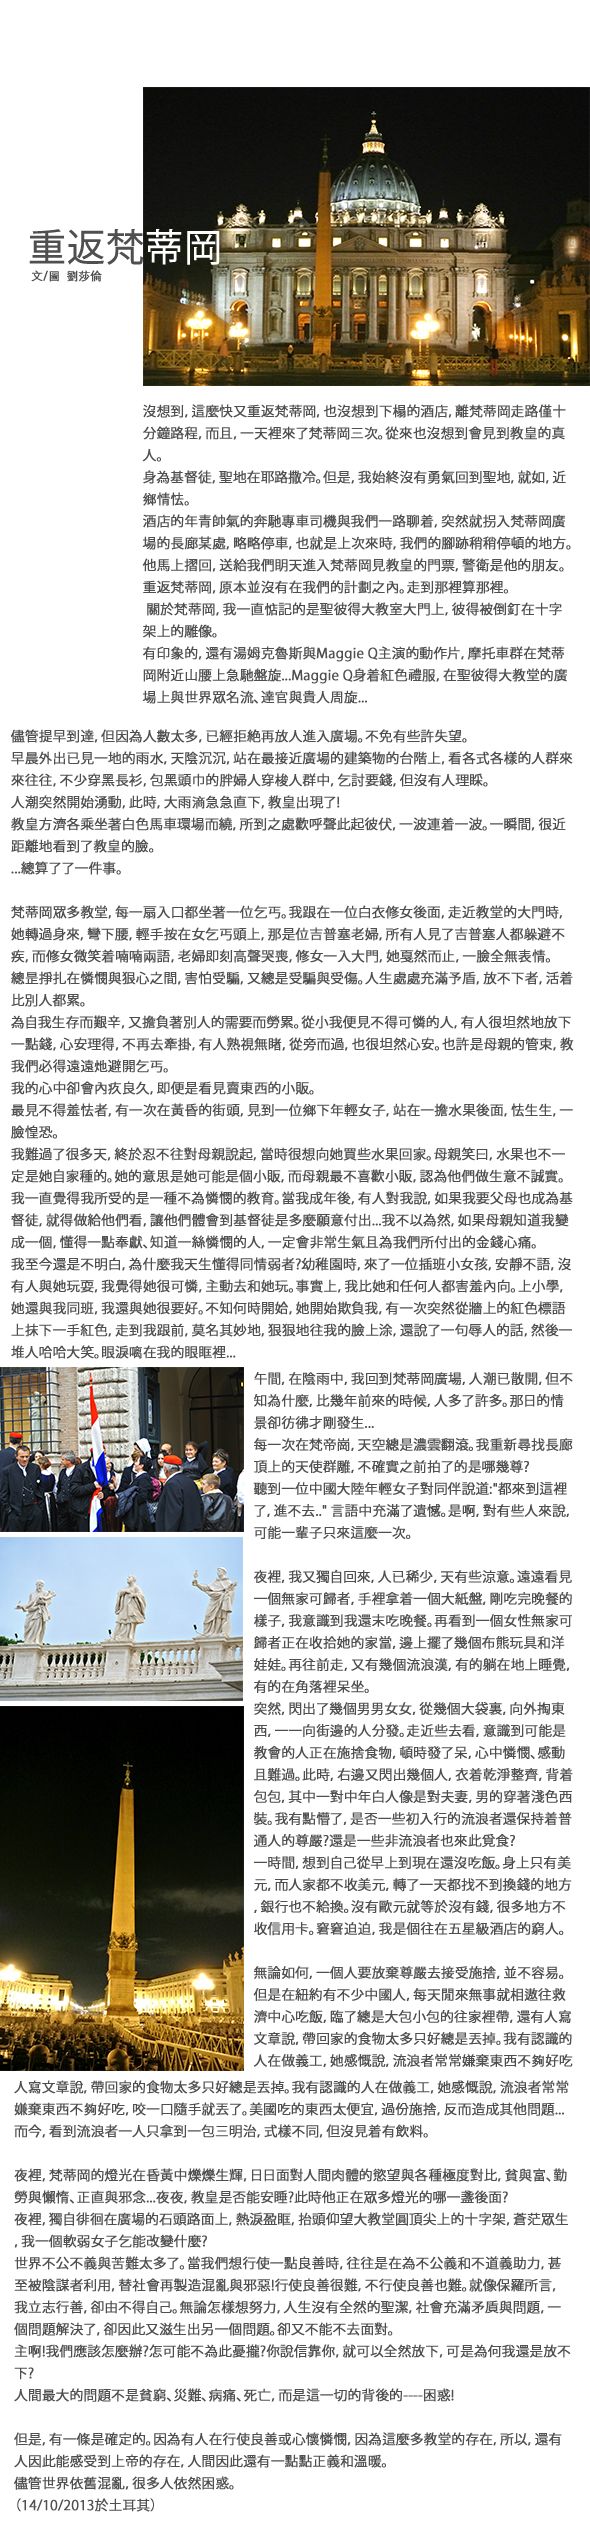 重返梵蒂岡
文/圖 劉莎倫
沒想到, 這麼快又重返梵蒂岡, 也沒想到下榻的酒店, 離梵蒂岡走路僅十
分鐘路程, 而且, 一天裡來了梵蒂岡三次。從來也沒想到會見到教皇的真
人。
身為基督徒, 聖地在耶路撒冷。但是, 我始終沒有勇氣回到聖地, 就如, 近
鄉情怯。
酒店的年青帥氣的奔馳專車司機與我們一路聊着, 突然就拐入梵蒂岡廣
場的長廊某處, 略略停車, 也就是上次來時, 我們的腳跡稍稍停頓的地方。
他馬上摺回, 送給我們明天進入梵蒂岡見教皇的門票, 警衛是他的朋友。
重返梵蒂岡, 原本並沒有在我們的計劃之內。走到那裡算那裡。
關於梵蒂岡, 我一直惦記的是聖彼得大教室大門上, 彼得被倒釘在十字
架上的雕像。
有印象的, 還有湯姆克魯斯與Maggie Q主演的動作片, 摩托車群在梵蒂
岡附近山腰上急馳盤旋...Maggie Q身着紅色禮服, 在聖彼得大教堂的廣
場上與世界眾名流、達官與貴人周旋...
儘管提早到達, 但因為人數太多, 已經拒絶再放人進入廣場。不免有些許失望。
早晨外出已見一地的雨水, 天陰沉沉, 站在最接近廣場的建築物的台階上, 看各式各樣的人群來
來往往, 不少穿黑長衫, 包黑頭巾的胖婦人穿梭人群中, 乞討要錢, 但沒有人理睬。
人潮突然開始湧動, 此時, 大雨滴急急直下, 教皇出現了!
教皇方濟各乘坐著白色馬車環場而繞, 所到之處歡呼聲此起彼伏, 一波連着一波。一瞬間, 很近
距離地看到了教皇的臉。
...總算了了一件事。
梵蒂岡眾多教堂, 每一扇入口都坐著一位乞丐。我跟在一位白衣修女後面, 走近教堂的大門時,
她轉過身來, 彎下腰, 輕手按在女乞丐頭上, 那是位吉普塞老婦, 所有人見了吉普塞人都躲避不
疾, 而修女微笑着喃喃兩語, 老婦即刻高聲哭喪, 修女一入大門, 她戛然而止, 一臉全無表情。
總是掙扎在憐憫與狠心之間, 害怕受騙, 又總是受騙與受傷。人生處處充滿予盾, 放不下者, 活着
比別人都累。
為自我生存而艱辛, 又擔負著別人的需要而勞累。從小我便見不得可憐的人, 有人很坦然地放下
一點錢, 心安理得, 不再去牽掛, 有人熟視無睹, 從旁而過, 也很坦然心安。也許是母親的管束, 教
我們必得遠遠灺避開乞丐。
我的心中卻會內疚良久, 即便是看見賣東西的小販。
最見不得羞怯者, 有一次在黃昏的街頭, 見到一位鄉下年輕女子, 站在一擔水果後面, 怯生生, 一
臉惶恐。
我難過了很多天, 終於忍不往對母親說起, 當時很想向她買些水果回家。母親笑曰, 水果也不一
定是她自家種的。她的意思是她可能是個小販, 而母親最不喜歡小販, 認為他們做生意不誠實。
我一直覺得我所受的是一種不為憐憫的教育。當我成年後, 有人對我說, 如果我要父母也成為基
督徒, 就得做給他們看, 讓他們體會到基督徒是多麼願意付出...我不以為然, 如果母親知道我變
成一個, 懂得一點奉獻、知道一絲憐憫的人, 一定會非常生氣且為我們所付出的金錢心痛。
我至今還是不明白, 為什麼我天生懂得同情弱者?幼稚園時, 來了一位插班小女孩, 安靜不語, 沒
有人與她玩耍, 我覺得她很可憐, 主動去和她玩。事實上, 我比她和任何人都害羞內向。上小學,
她還與我同班, 我還與她很要好。不知何時開始, 她開始欺負我, 有一次突然從牆上的紅色標語
上抹下一手紅色, 走到我跟前, 莫名其妙地, 狠狠地往我的臉上涂, 還說了一句辱人的話, 然後一
堆人哈哈大笑。眼淚噙在我的眼眶裡...
午間, 在陰雨中, 我回到梵蒂岡廣場, 人潮已散開, 但不
知為什麼, 比幾年前來的時候, 人多了許多。那日的情
景卻彷彿才剛發生...
每一次在梵帝崗, 天空總是濃雲翻滾。我重新尋找長廊
頂上的天使群雕, 不確實之前拍了的是哪幾尊?
聽到一位中國大陸年輕女子對同伴說道:"都來到這裡
了, 進不去.." 言語中充滿了遺憾。是啊, 對有些人來說,
可能一輩子只來這麼一次。
夜裡, 我又獨自回來, 人已稀少, 天有些涼意。遠遠看見
一個無家可歸者, 手裡拿着一個大紙盤, 剛吃完晚餐的
樣子, 我意識到我還末吃晚餐。再看到一個女性無家可
歸者正在收拾她的家當, 邊上擺了幾個布熊玩具和洋
娃娃。再往前走, 又有幾個流浪漢, 有的躺在地上睡覺,
有的在角落裡呆坐。
突然, 閃出了幾個男男女女, 從幾個大袋裏, 向外掏東
西, 一一向街邊的人分發。走近些去看, 意識到可能是
教會的人正在施捨食物, 頓時發了呆, 心中憐憫、感動
且難過。此時, 右邊又閃出幾個人, 衣着乾淨整齊, 背着
包包, 其中一對中年白人像是對夫妻, 男的穿著淺色西
裝。我有點懵了, 是否一些初入行的流浪者還保持着普
通人的尊嚴?還是一些非流浪者也來此覓食?
一時間, 想到自己從早上到現在還沒吃飯。身上只有美
元, 而人家都不收美元, 轉了一天都找不到換錢的地方
, 銀行也不給換。沒有歐元就等於沒有錢, 很多地方不
收信用卡。窘窘迫迫, 我是個往在五星級酒店的窮人。
無論如何, 一個人要放棄尊嚴去接受施捨, 並不容易。
但是在紐約有不少中國人, 每天閒來無事就相邀往救
濟中心吃飯, 臨了總是大包小包的往家裡帶, 還有人寫
文章說, 帶回家的食物太多只好總是丟掉。我有認識的
人在做義工, 她感慨說, 流浪者常常嫌棄東西不夠好吃
人寫文章說, 帶回家的食物太多只好總是丟掉。我有認識的人在做義工, 她感慨說, 流浪者常常
嫌棄東西不夠好吃, 咬一口隨手就丟了。美國吃的東西太便宜, 過份施捨, 反而造成其他問題...
而今, 看到流浪者一人只拿到一包三明治, 式樣不同, 但沒見着有飲料。
夜裡, 梵蒂岡的燈光在昏黃中爍爍生輝, 日日面對人間肉體的慾望與各種極度對比, 貧與富、勤
勞與懶惰、正直與邪念...夜夜, 教皇是否能安睡?此時他正在眾多燈光的哪一盞後面?
夜裡, 獨自徘徊在廣場的石頭路面上, 熱淚盈眶, 抬頭仰望大教堂圓頂尖上的十字架, 蒼茫眾生
, 我一個軟弱女子乞能改變什麼?
世界不公不義與苦難太多了。當我們想行使一點良善時, 往往是在為不公義和不道義助力, 甚
至被陰謀者利用, 替社會再製造混亂與邪惡!行使良善很難, 不行使良善也難。就像保羅所言,
我立志行善, 卻由不得自己。無論怎樣想努力, 人生沒有全然的聖潔, 社會充滿矛盾與問題, 一
個問題解決了, 卻因此又滋生出另一個問題。卻又不能不去面對。
主啊!我們應該怎麼辦?怎可能不為此憂攏?你說信靠你, 就可以全然放下, 可是為何我還是放不
下?
人間最大的問題不是貧窮、災難、病痛、死亡, 而是這一切的背後的----困惑!
但是, 有一條是確定的。因為有人在行使良善或心懷憐憫, 因為這麼多教堂的存在, 所以, 還有
人因此能感受到上帝的存在, 人間因此還有一點點正義和溫暖。
儘管世界依舊混亂, 很多人依然困惑。
(14/10/2013於土耳其)